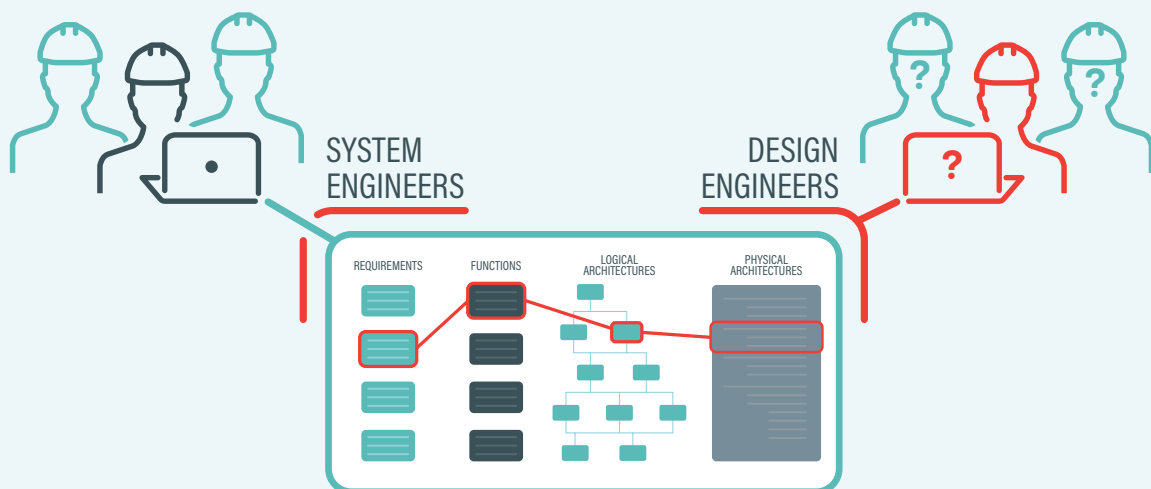 SYSTEM
ENGINEERS
DESIGN
ENGINEERS
?
?
?
REQUIREMENTS
FUNCTIONS
LOGICAL
ARCHITECTURES
PHYSICAL
ARCHITECTURES